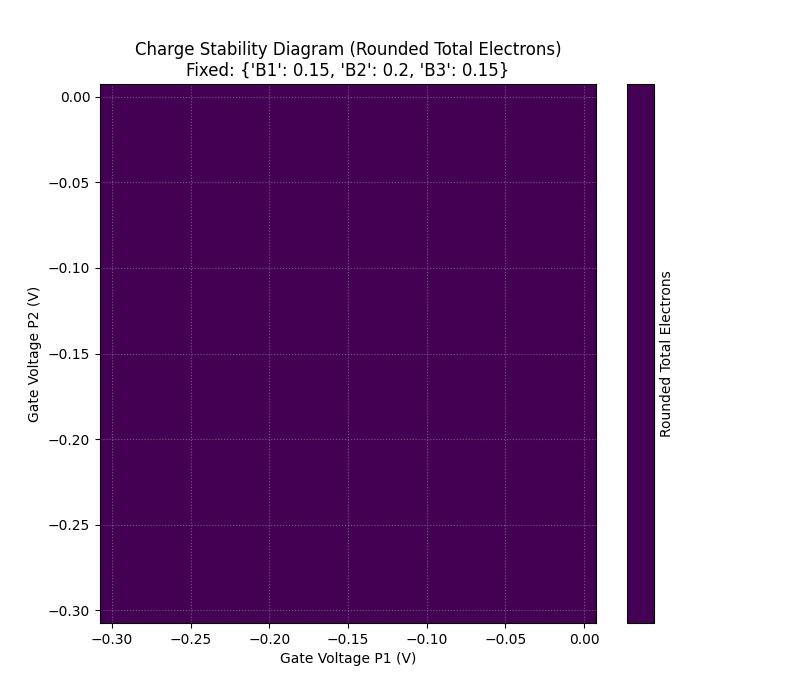 Charge Stability Diagram (Rounded Total Electrons)
Fixed: {'B1': 0.15, 'B2': 0.2, 'B3': 0.15}
0.00
−0.05
−0.10
−0.15
−0.20
−0.25
−0.30
Gate Voltage P2 (V)
−0.30 −0.25 −0.20 −0.15 −0.10 −0.05 0.00
Gate Voltage P1 (V)
Rounded Total Electrons